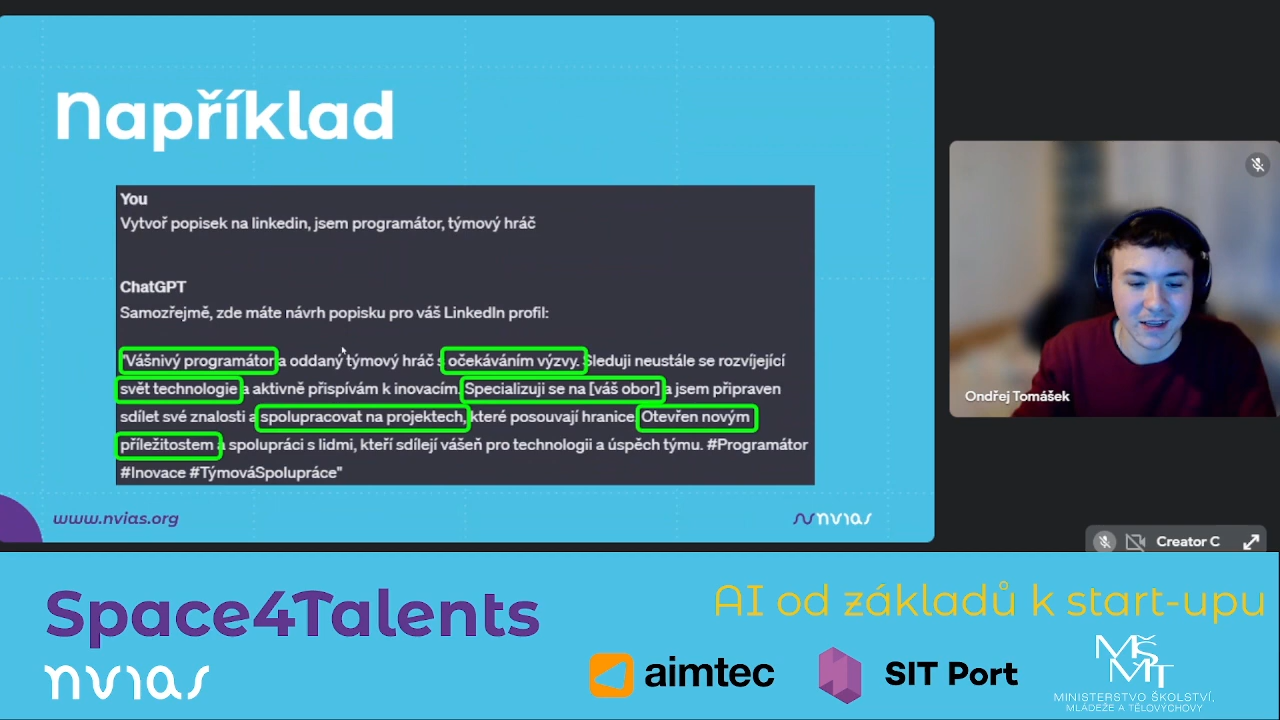 Například
You
Vytvoř popisek na linkedin, jsem programátor, týmový hráč
ChatGPT
Samozřejmě, zde máte návrh popisku pro váš LinkedIn profil:
"Vášnivý programátor a oddaný týmový hráč s očekáváním výzvy. Sleduji neustále se rozvíjející
svět technologie a aktivně přispívám k inovacím. Specializuji se na [váš obor] a jsem připraven
sdílet své znalosti a spolupracovat na projektech, které posouvají hranice. Otevřen novým
příležitostem a spolupráci s lidmi, kteří sdílejí vášeň pro technologii a úspěch týmu. #Programátor
#Inovace #TýmováSpolupráce"
www.nvias.org
nvias
Ondřej Tomášek
Creator C
Space4Talents
nvias
AI od základů k start-upu
aimtec
SIT Port
MŠMT
MINISTERSTVO ŠKOLSTVÍ,
MLÁDEŽE A TĚLOVÝCHOVY